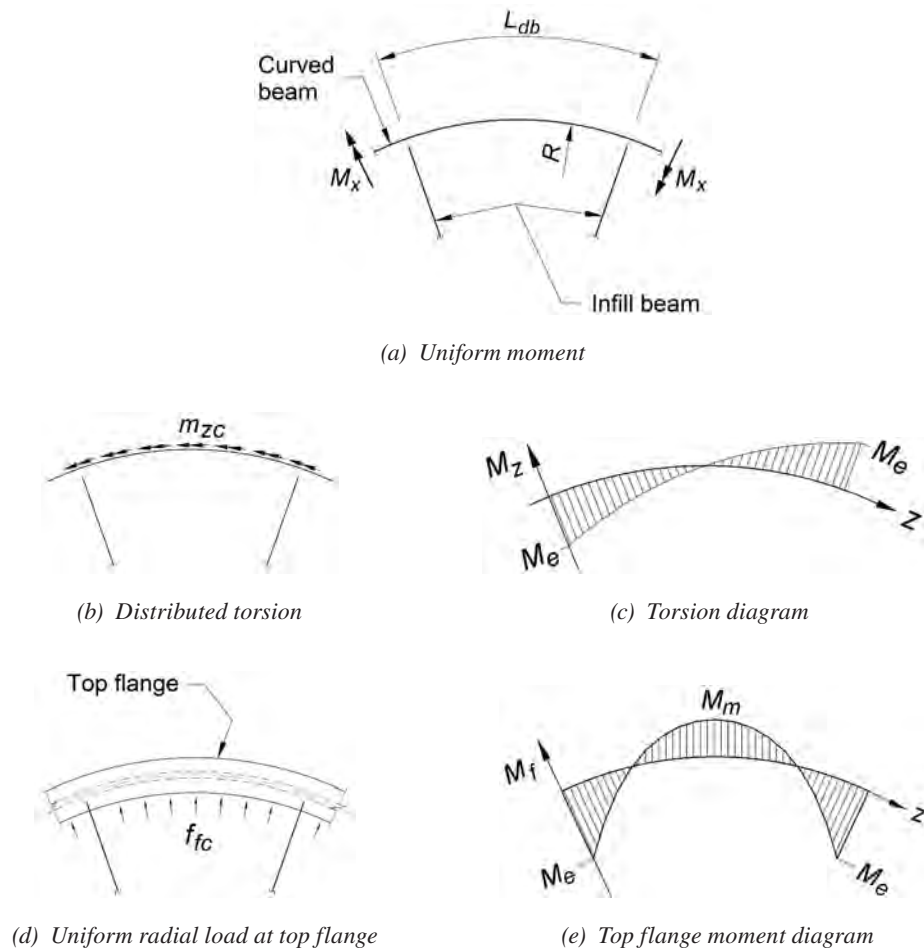 L_db
Curved
beam
R
M_x
M_x
Infill beam
(a) Uniform moment
m_zc
M_z
M_e
z
M_e
(b) Distributed torsion
(c) Torsion diagram
Top flange
M_m
M_f
z
f_fc
M_e
M_e
(d) Uniform radial load at top flange
(e) Top flange moment diagram